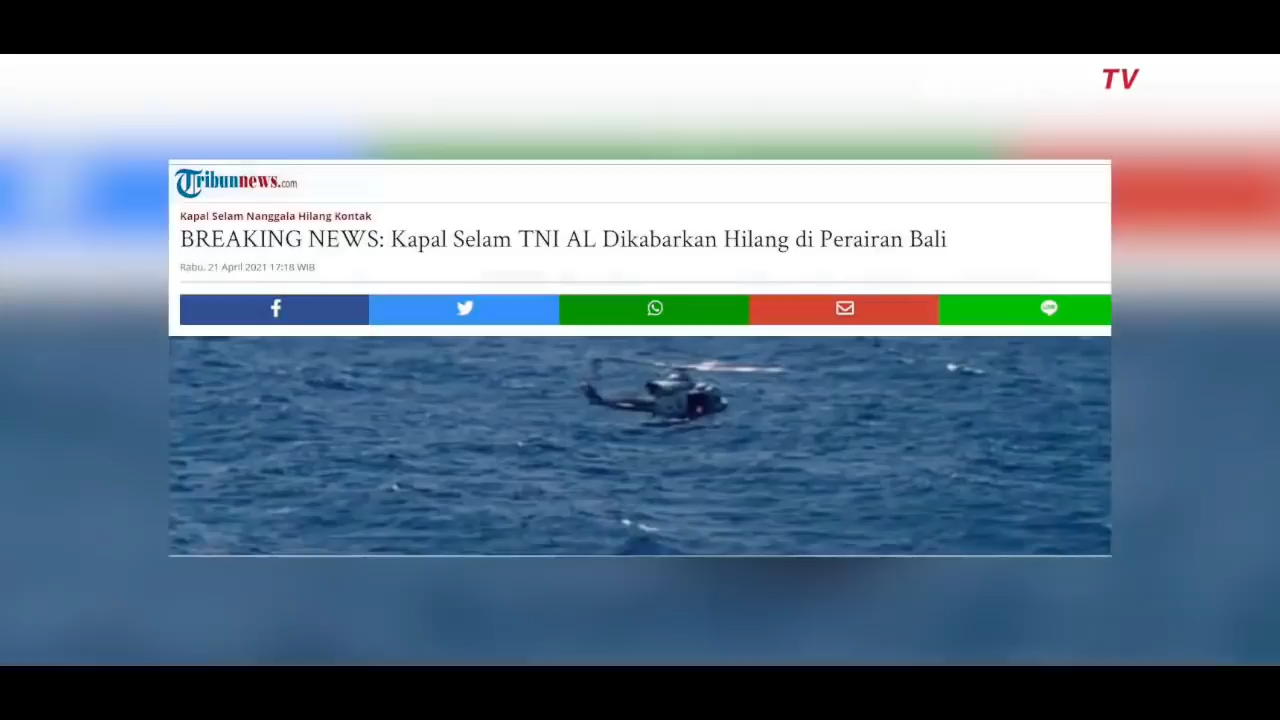 TV
Tribunnews.com
Kapal Selam Nanggala Hilang Kontak
BREAKING NEWS: Kapal Selam TNI AL Dikabarkan Hilang di Perairan Bali
Rabu, 21 April 2021 17:18 WIB